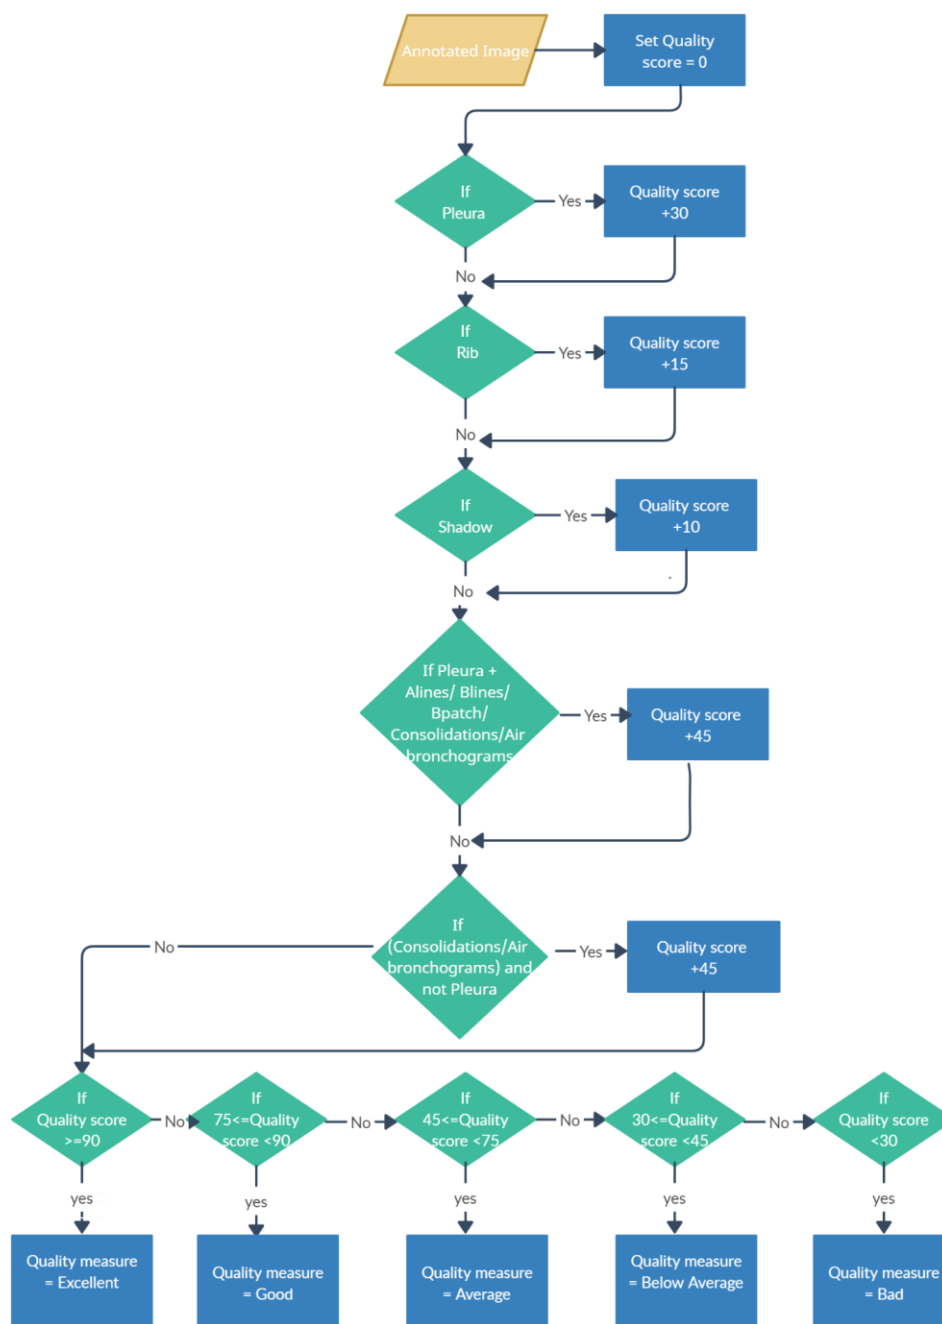 Annotated Image
Set Quality
score = 0
If
Pleura
Yes
Quality score
+30
No
If
Rib
Yes
Quality score
+15
No
If
Shadow
Yes
Quality score
+10
No
If Pleura +
Alines/ Blines/
Bpatch/
Consolidations/Air
bronchograms
Yes
Quality score
+45
No
If
(Consolidations/Air
bronchograms) and
not Pleura
No
Yes
Quality score
+45
If
Quality score
>=90
No
If
75<=Quality
score <90
No
If
45<=Quality
score <75
No
If
30<=Quality
score <45
No
If
Quality score
<30
yes
yes
yes
yes
yes
Quality measure
= Excellent
Quality measure
= Good
Quality measure
= Average
Quality measure
= Below Average
Quality measure
= Bad